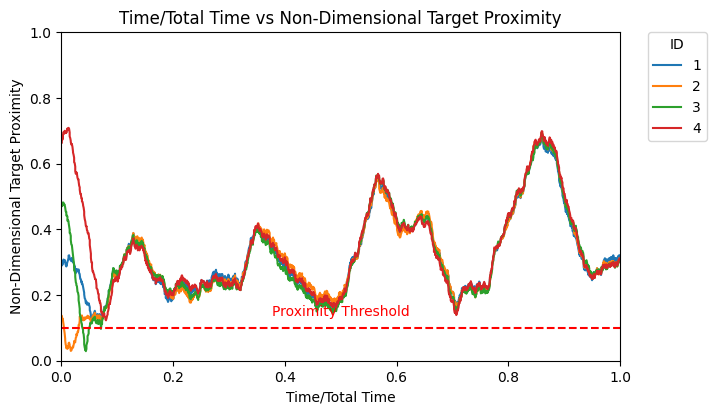 Time/Total Time vs Non-Dimensional Target Proximity
Non-Dimensional Target Proximity
1.0
0.8
0.6
0.4
0.2
0.0
Proximity Threshold
0.0 0.2 0.4 0.6 0.8 1.0
Time/Total Time
ID
1
2
3
4